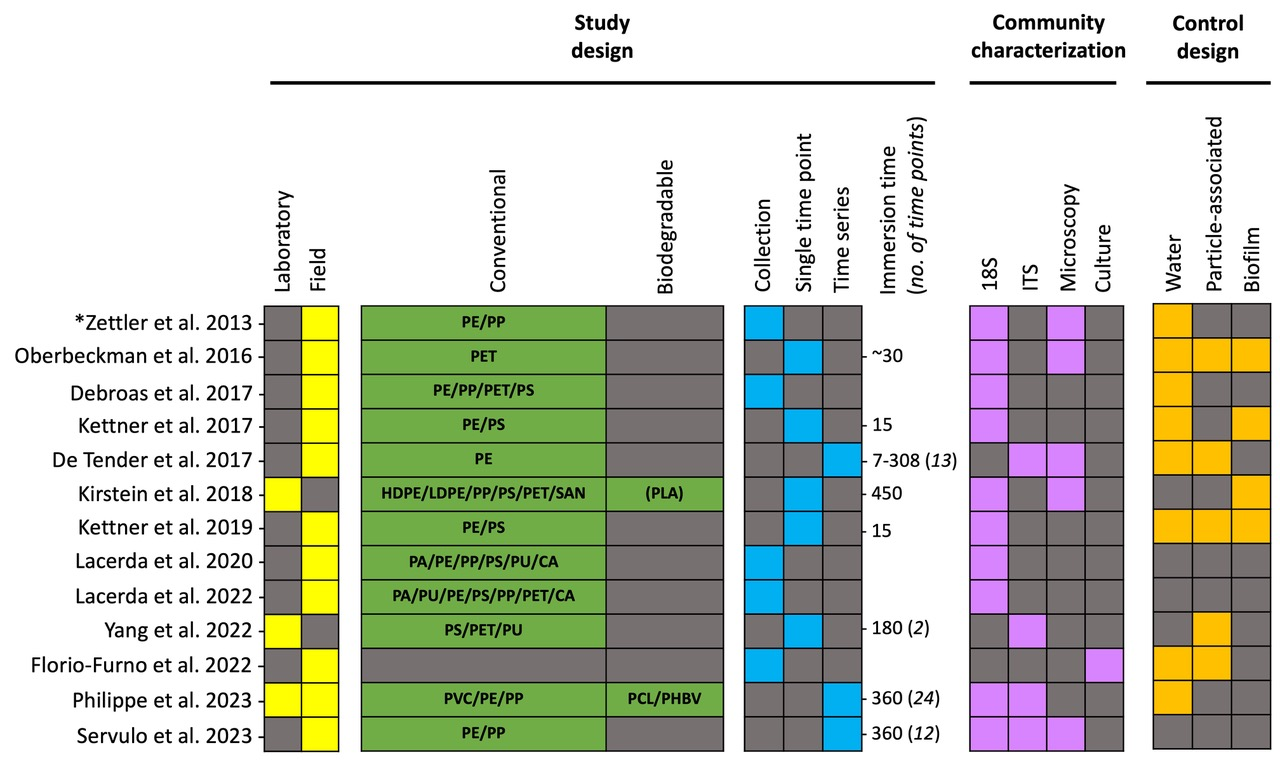 Study
design
Community
characterization
Control
design
Laboratory
Field
Conventional
Biodegradable
Collection
Single time point
Time series
Immersion time
(no. of time points)
18S
ITS
Microscopy
Culture
Water
Particle-associated
Biofilm
*Zettler et al. 2013 PE/PP
Oberbeckman et al. 2016 PET ~30
Debroas et al. 2017 PE/PP/PET/PS
Kettner et al. 2017 PE/PS 15
De Tender et al. 2017 PE 7-308 (13)
Kirstein et al. 2018 HDPE/LDPE/PP/PS/PET/SAN (PLA) 450
Kettner et al. 2019 PE/PS 15
Lacerda et al. 2020 PA/PE/PP/PS/PU/CA
Lacerda et al. 2022 PA/PU/PE/PS/PP/PET/CA
Yang et al. 2022 PS/PET/PU 180 (2)
Florio-Furno et al. 2022
Philippe et al. 2023 PVC/PE/PP PCL/PHBV 360 (24)
Servulo et al. 2023 PE/PP 360 (12)